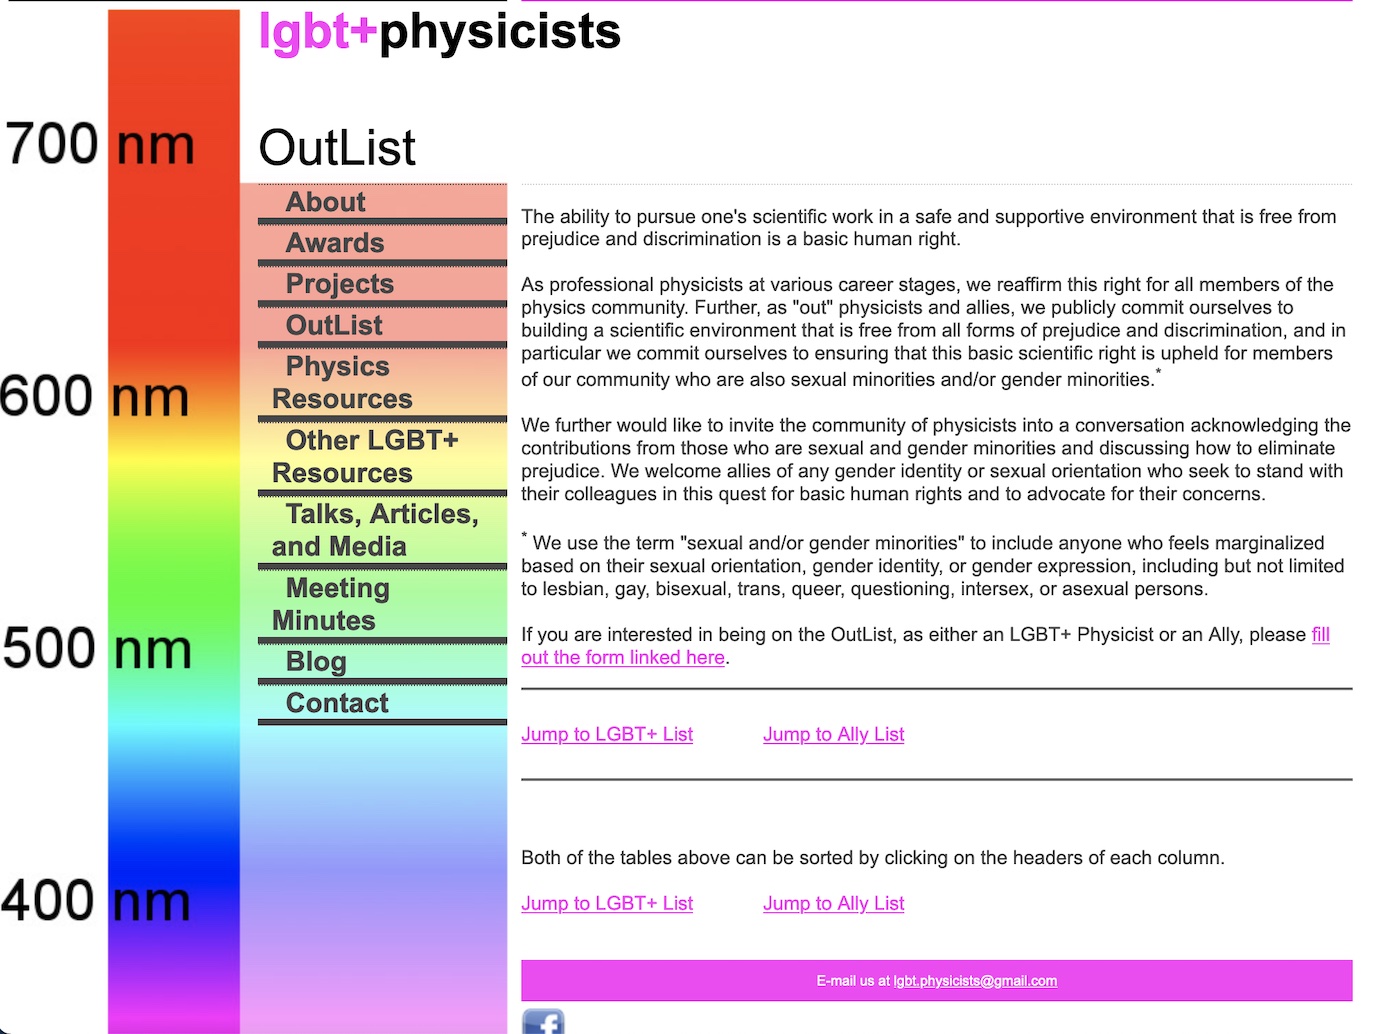 lgbt+physicists
700 nm
OutList
About
Awards
Projects
OutList
Physics
Resources
Other LGBT+
Resources
Talks, Articles,
and Media
Meeting
Minutes
Blog
Contact
600 nm
500 nm
400 nm
The ability to pursue one's scientific work in a safe and supportive environment that is free from
prejudice and discrimination is a basic human right.
As professional physicists at various career stages, we reaffirm this right for all members of the
physics community. Further, as "out" physicists and allies, we publicly commit ourselves to
building a scientific environment that is free from all forms of prejudice and discrimination, and in
particular we commit ourselves to ensuring that this basic scientific right is upheld for members
of our community who are also sexual minorities and/or gender minorities.*
We further would like to invite the community of physicists into a conversation acknowledging the
contributions from those who are sexual and gender minorities and discussing how to eliminate
prejudice. We welcome allies of any gender identity or sexual orientation who seek to stand with
their colleagues in this quest for basic human rights and to advocate for their concerns.
* We use the term "sexual and/or gender minorities" to include anyone who feels marginalized
based on their sexual orientation, gender identity, or gender expression, including but not limited
to lesbian, gay, bisexual, trans, queer, questioning, intersex, or asexual persons.
If you are interested in being on the OutList, as either an LGBT+ Physicist or an Ally, please fill
out the form linked here.
Jump to LGBT+ List Jump to Ally List
Both of the tables above can be sorted by clicking on the headers of each column.
Jump to LGBT+ List Jump to Ally List
E-mail us at lgbt.physicists@gmail.com
f